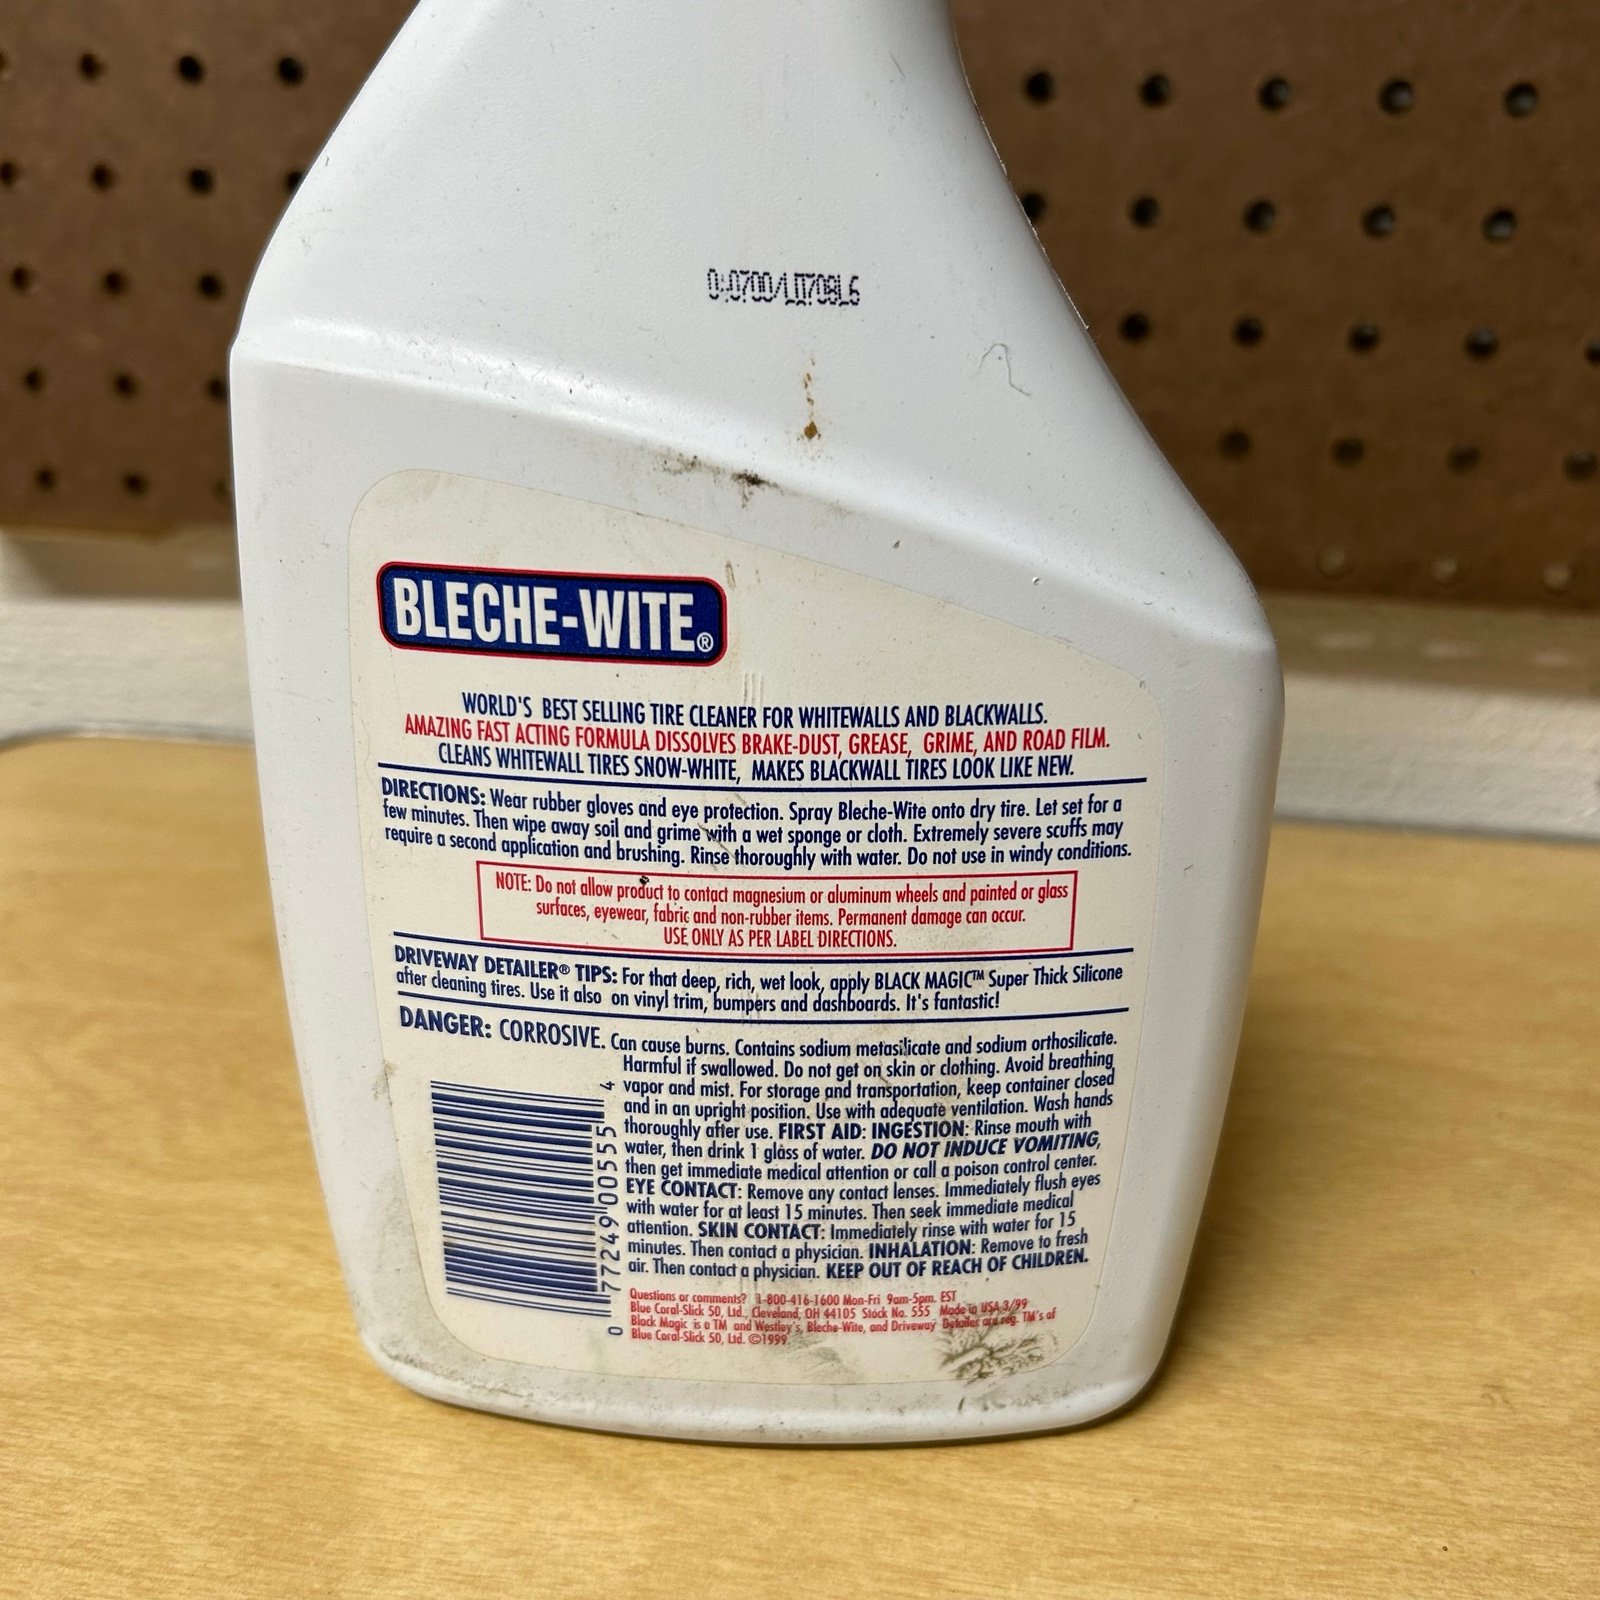 BLECHE-WITE®
WORLD'S BEST SELLING TIRE CLEANER FOR WHITEWALLS AND BLACKWALLS.
AMAZING FAST ACTING FORMULA DISSOLVES BRAKE-DUST, GREASE, GRIME, AND ROAD FILM.
CLEANS WHITEWALL TIRES SNOW-WHITE, MAKES BLACKWALL TIRES LOOK LIKE NEW.
DIRECTIONS: Wear rubber gloves and eye protection. Spray Bleche-Wite onto dry tire. Let set for a
few minutes. Then wipe away soil and grime with a wet sponge or cloth. Extremely severe scuffs may
require a second application and brushing. Rinse thoroughly with water. Do not use in windy conditions.
NOTE: Do not allow product to contact magnesium or aluminum wheels and painted or glass
surfaces, eyewear, fabric and non-rubber items. Permanent damage can occur.
USE ONLY AS PER LABEL DIRECTIONS.
DRIVEWAY DETAILER® TIPS: For that deep, rich, wet look, apply BLACK MAGIC™ Super Thick Silicone
after cleaning tires. Use it also on vinyl trim, bumpers and dashboards. It's fantastic!
DANGER: CORROSIVE. Can cause burns. Contains sodium metasilicate and sodium orthosilicate.
Harmful if swallowed. Do not get on skin or clothing. Avoid breathing
vapor and mist. For storage and transportation, keep container closed
and in an upright position. Use with adequate ventilation. Wash hands
thoroughly after use. FIRST AID: INGESTION: Rinse mouth with
water, then drink 1 glass of water. DO NOT INDUCE VOMITING,
then get immediate medical attention or call a poison control center.
EYE CONTACT: Remove any contact lenses. Immediately flush eyes
with water for at least 15 minutes. Then seek immediate medical
attention. SKIN CONTACT: Immediately rinse with water for 15
minutes. Then contact a physician. INHALATION: Remove to fresh
air. Then contact a physician. KEEP OUT OF REACH OF CHILDREN.
0 77249 00555 4
Questions or comments? 1-800-416-1600 Mon-Fri 9am-5pm. EST
Blue Coral-Slick 50, Ltd., Cleveland, OH 44105 Stock No. 555 Made in USA 3/99
Black Magic is a TM and Westley's, Bleche-Wite, and Driveway Detailer are reg. TM's of
Blue Coral-Slick 50, Ltd. ©1999.